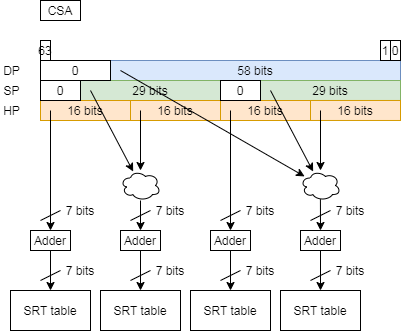 CSA
63 1 0
DP 0 58 bits
SP 0 29 bits 0 29 bits
HP 16 bits 16 bits 16 bits 16 bits
7 bits 7 bits 7 bits 7 bits
Adder Adder Adder Adder
7 bits 7 bits 7 bits 7 bits
SRT table SRT table SRT table SRT table